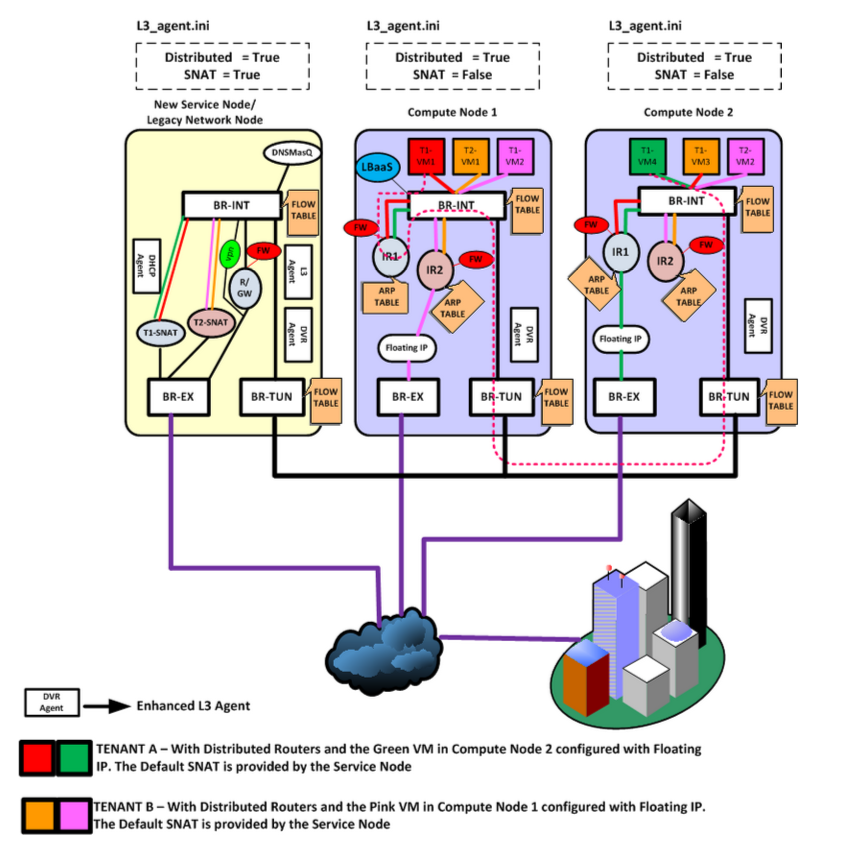 L3_agent.ini
L3_agent.ini
L3_agent.ini
Distributed = True
SNAT = True
Distributed = True
SNAT = False
Distributed = True
SNAT = False
New Service Node/
Legacy Network Node
Compute Node 1
Compute Node 2
DNSMasQ
BR-INT
FLOW
TABLE
DHCP
Agent
vpn
FW
R/
GW
L3
Agent
T1-SNAT
T2-SNAT
DVR
Agent
BR-EX
BR-TUN
FLOW
TABLE
LBaaS
T1-
VM1
T2-
VM1
T1-
VM2
BR-INT
FLOW
TABLE
FW
IR1
IR2
FW
ARP
TABLE
ARP
TABLE
Floating IP
DVR
Agent
BR-EX
BR-TUN
FLOW
TABLE
T1-
VM4
T1-
VM3
T2-
VM2
BR-INT
FLOW
TABLE
FW
IR1
IR2
FW
ARP
TABLE
ARP
TABLE
Floating IP
DVR
Agent
BR-EX
BR-TUN
FLOW
TABLE
DVR
Agent
Enhanced L3 Agent
TENANT A – With Distributed Routers and the Green VM in Compute Node 2 configured with Floating
IP. The Default SNAT is provided by the Service Node
TENANT B – With Distributed Routers and the Pink VM in Compute Node 1 configured with Floating IP.
The Default SNAT is provided by the Service Node